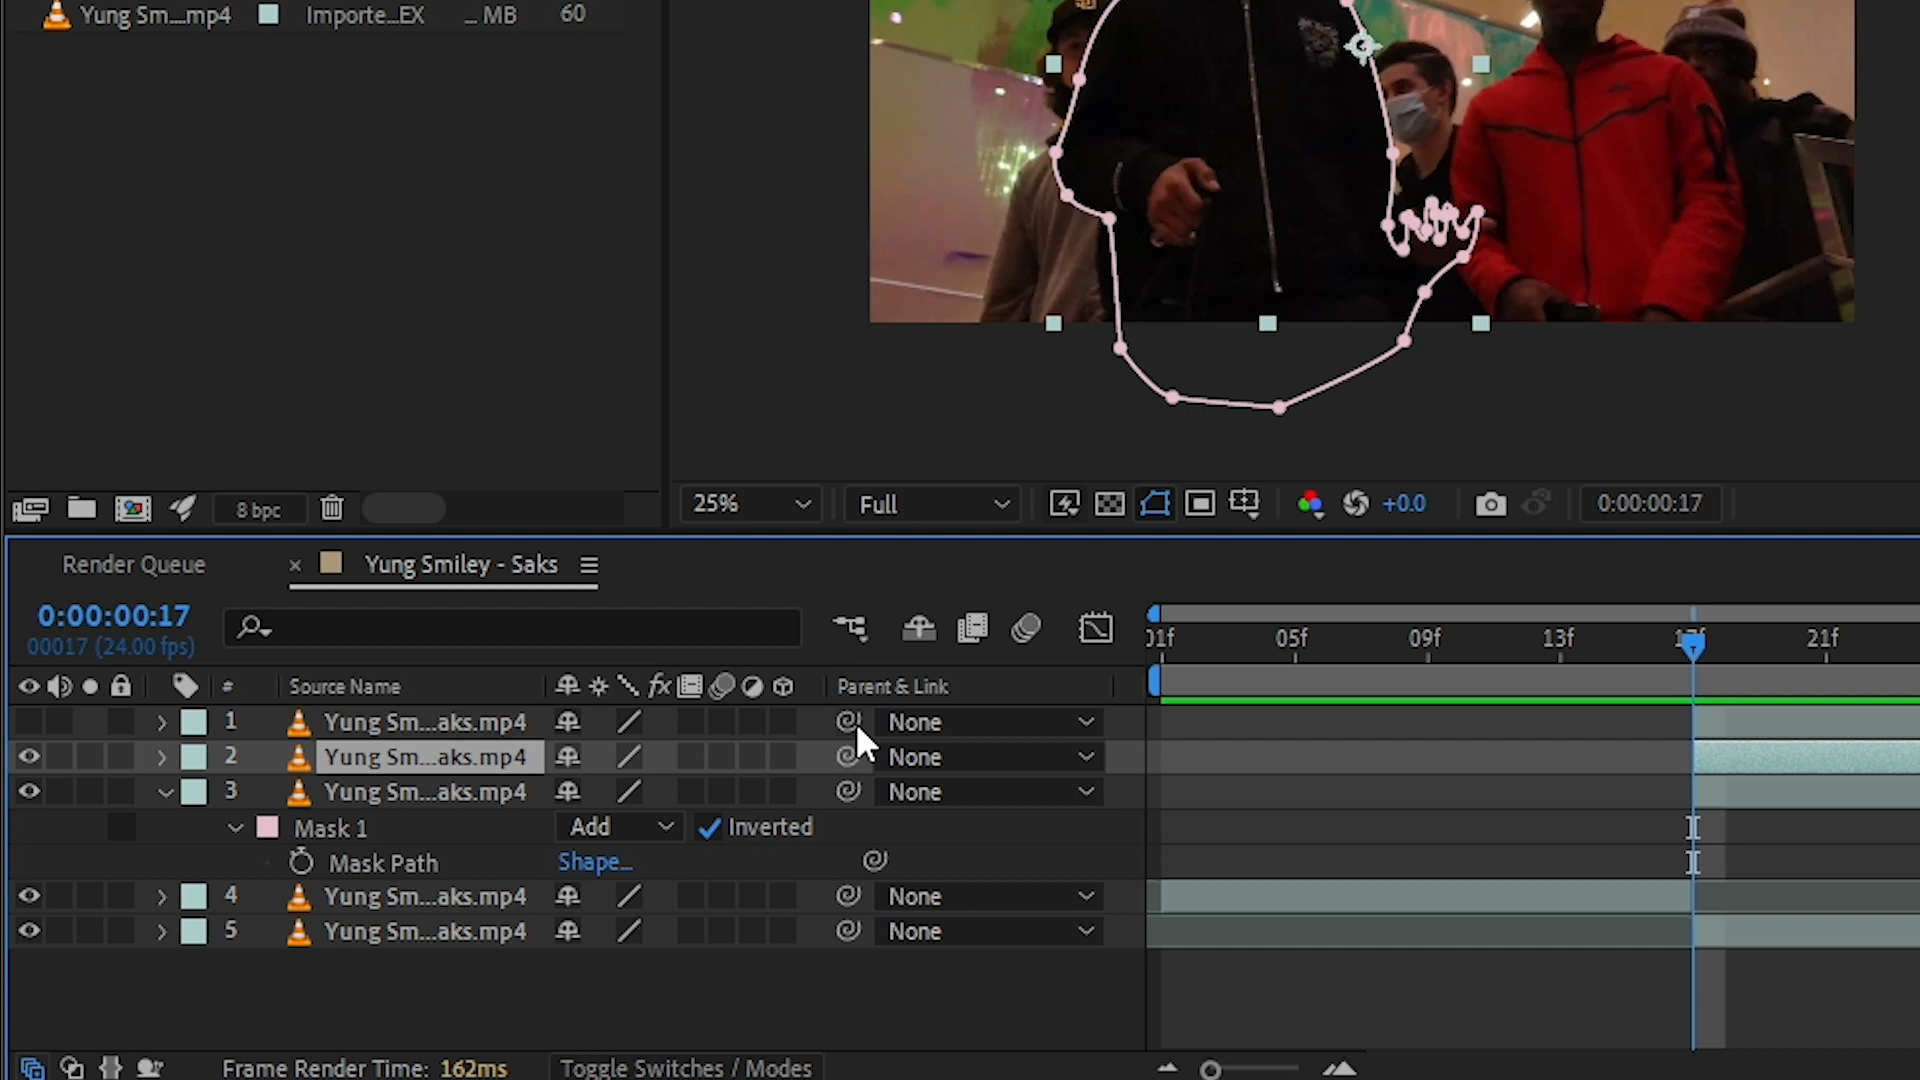 Yung Sm...mp4 Importe...EX ... MB 60
8 bpc
25% Full +0.0 0:00:00:17
Render Queue × Yung Smiley - Saks
0:00:00:17
00017 (24.00 fps)
01f 05f 09f 13f 17f 21f
# Source Name fx Parent & Link
1 Yung Sm...aks.mp4 None
2 Yung Sm...aks.mp4 None
3 Yung Sm...aks.mp4 None
Mask 1 Add Inverted
Mask Path Shape...
4 Yung Sm...aks.mp4 None
5 Yung Sm...aks.mp4 None
Frame Render Time: 162ms Toggle Switches / Modes